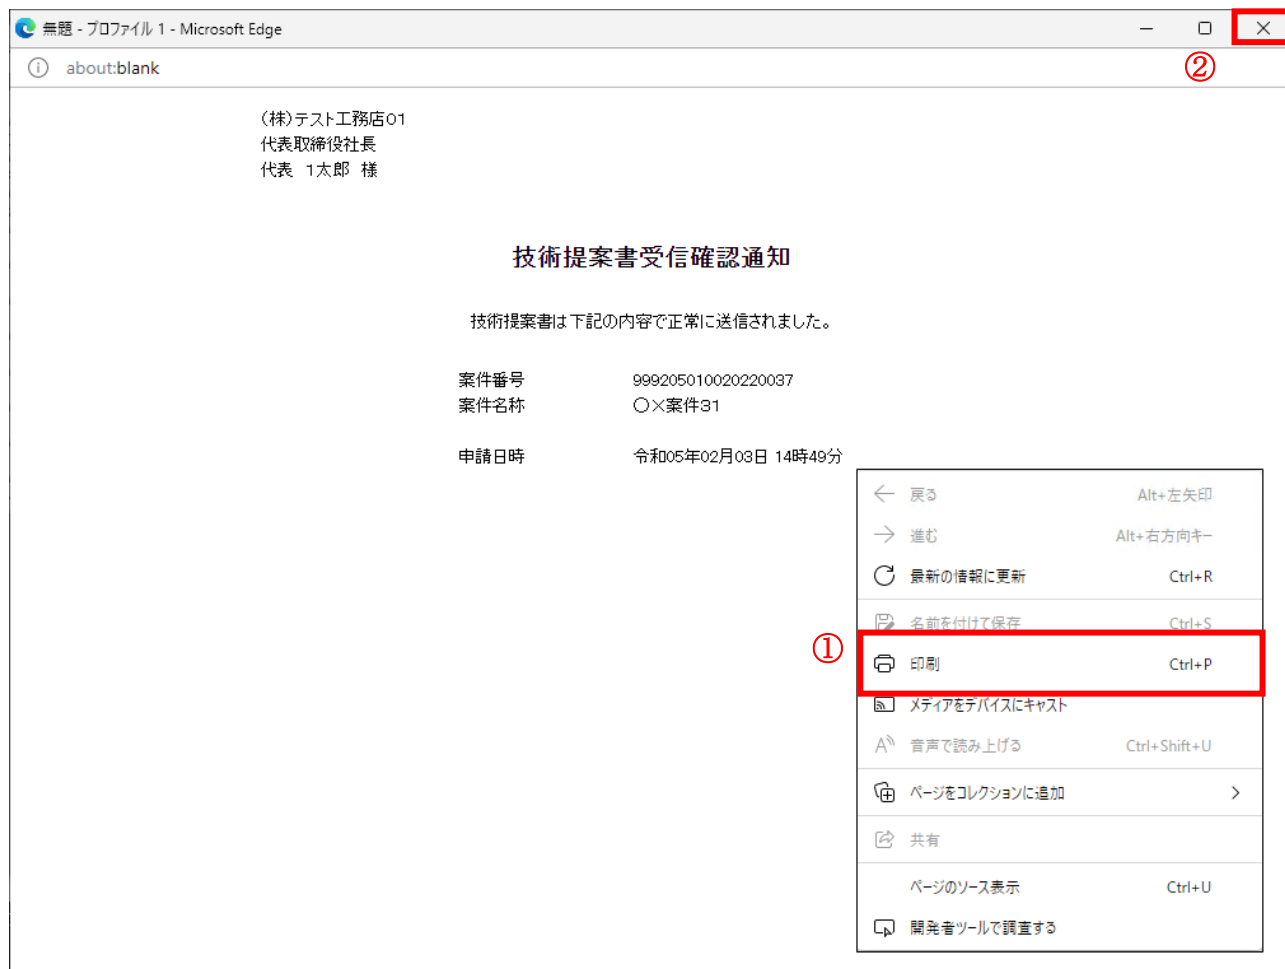 無題 - プロファイル 1 - Microsoft Edge
②
about:blank
(株)テスト工務店01
代表取締役社長
代表 1太郎 様
技術提案書受信確認通知
技術提案書は下記の内容で正常に送信されました。
案件番号 999205010020220037
案件名称 〇×案件31
申請日時 令和05年02月03日 14時49分
戻る Alt+左矢印
進む Alt+右方向キー
最新の情報に更新 Ctrl+R
名前を付けて保存 Ctrl+S
①
印刷 Ctrl+P
メディアをデバイスにキャスト
音声で読み上げる Ctrl+Shift+U
ページをコレクションに追加
共有
ページのソース表示 Ctrl+U
開発者ツールで調査する